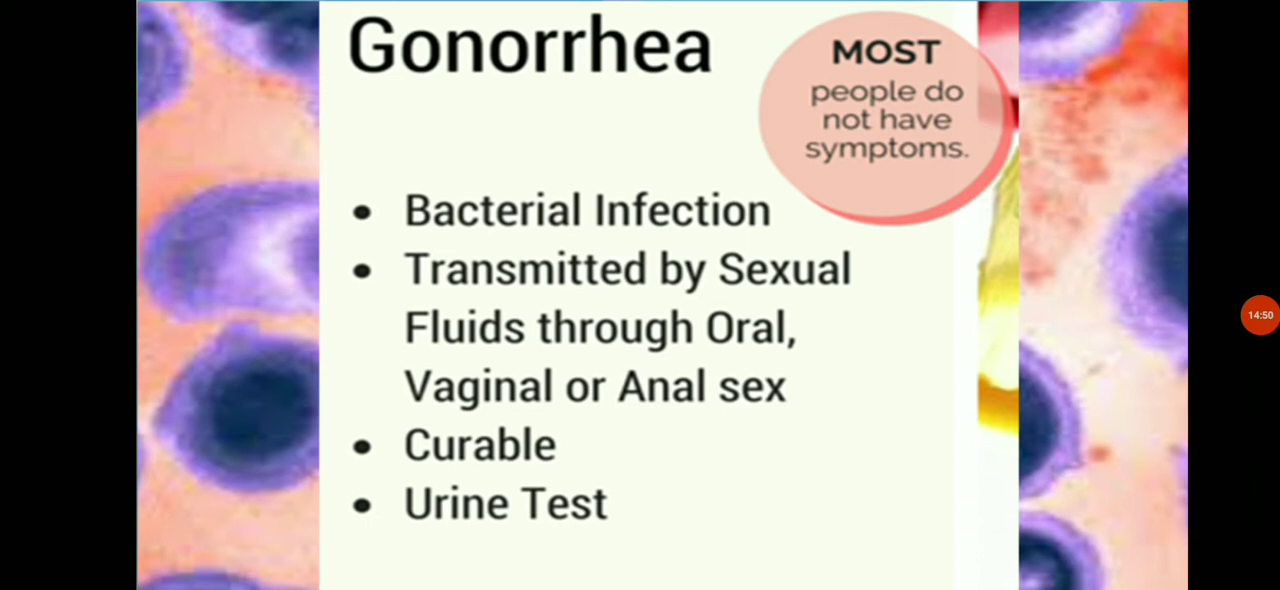 Gonorrhea
MOST
people do
not have
symptoms.
• Bacterial Infection
• Transmitted by Sexual
Fluids through Oral,
Vaginal or Anal sex
• Curable
• Urine Test
14:50